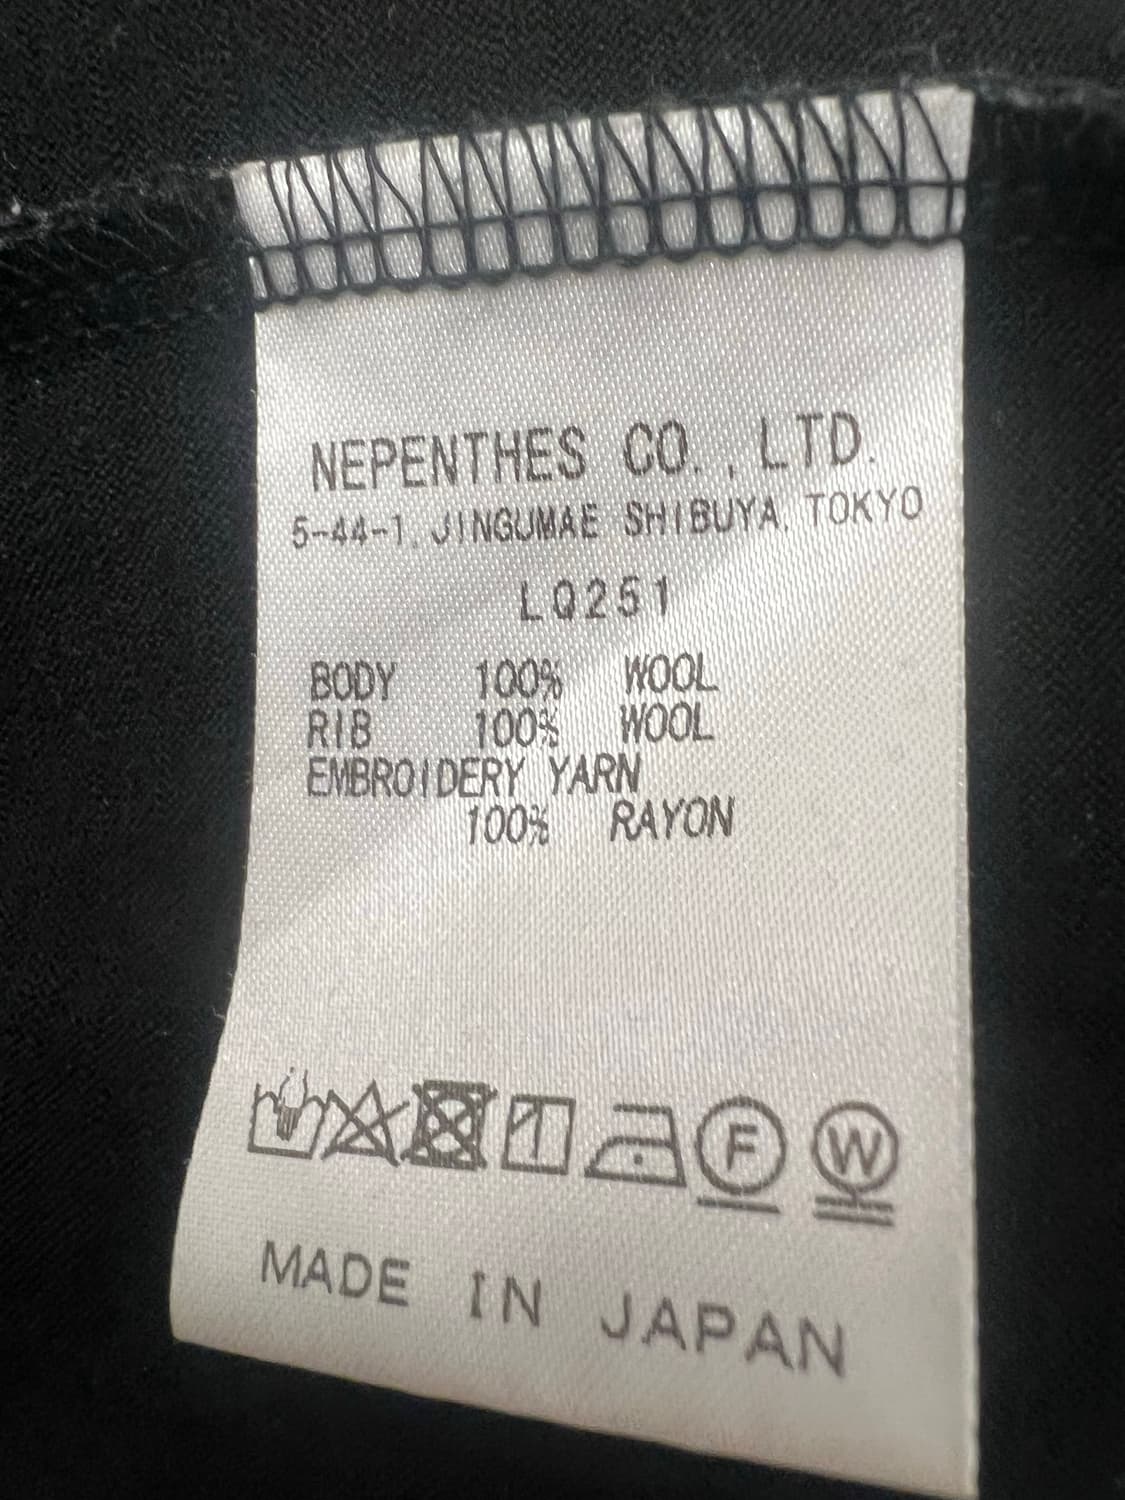 NEPENTHES CO., LTD.
5-44-1, JINGUMAE SHIBUYA, TOKYO
LQ251
BODY 100% WOOL
RIB 100% WOOL
EMBROIDERY YARN
100% RAYON
F W
MADE IN JAPAN